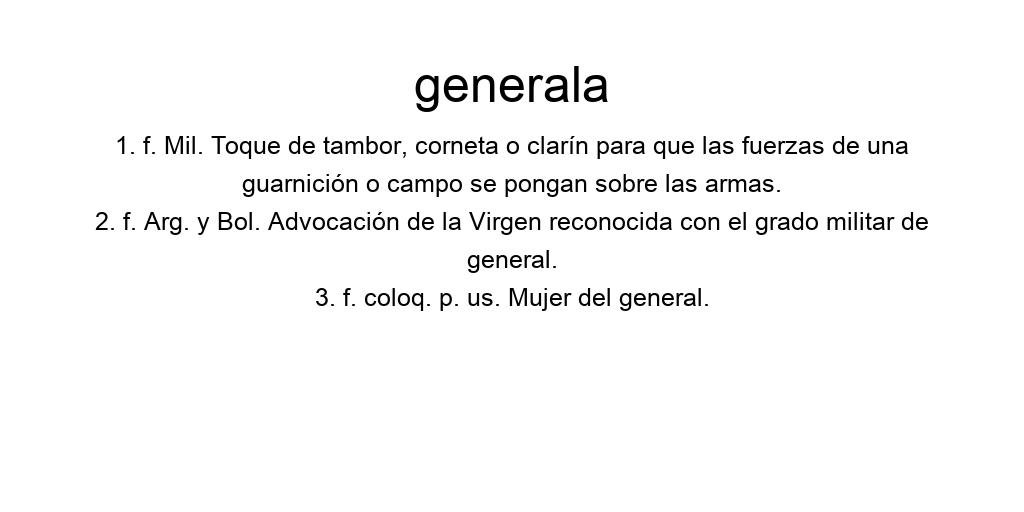 generala
1. f. Mil. Toque de tambor, corneta o clarín para que las fuerzas de una
guarnición o campo se pongan sobre las armas.
2. f. Arg. y Bol. Advocación de la Virgen reconocida con el grado militar de
general.
3. f. coloq. p. us. Mujer del general.